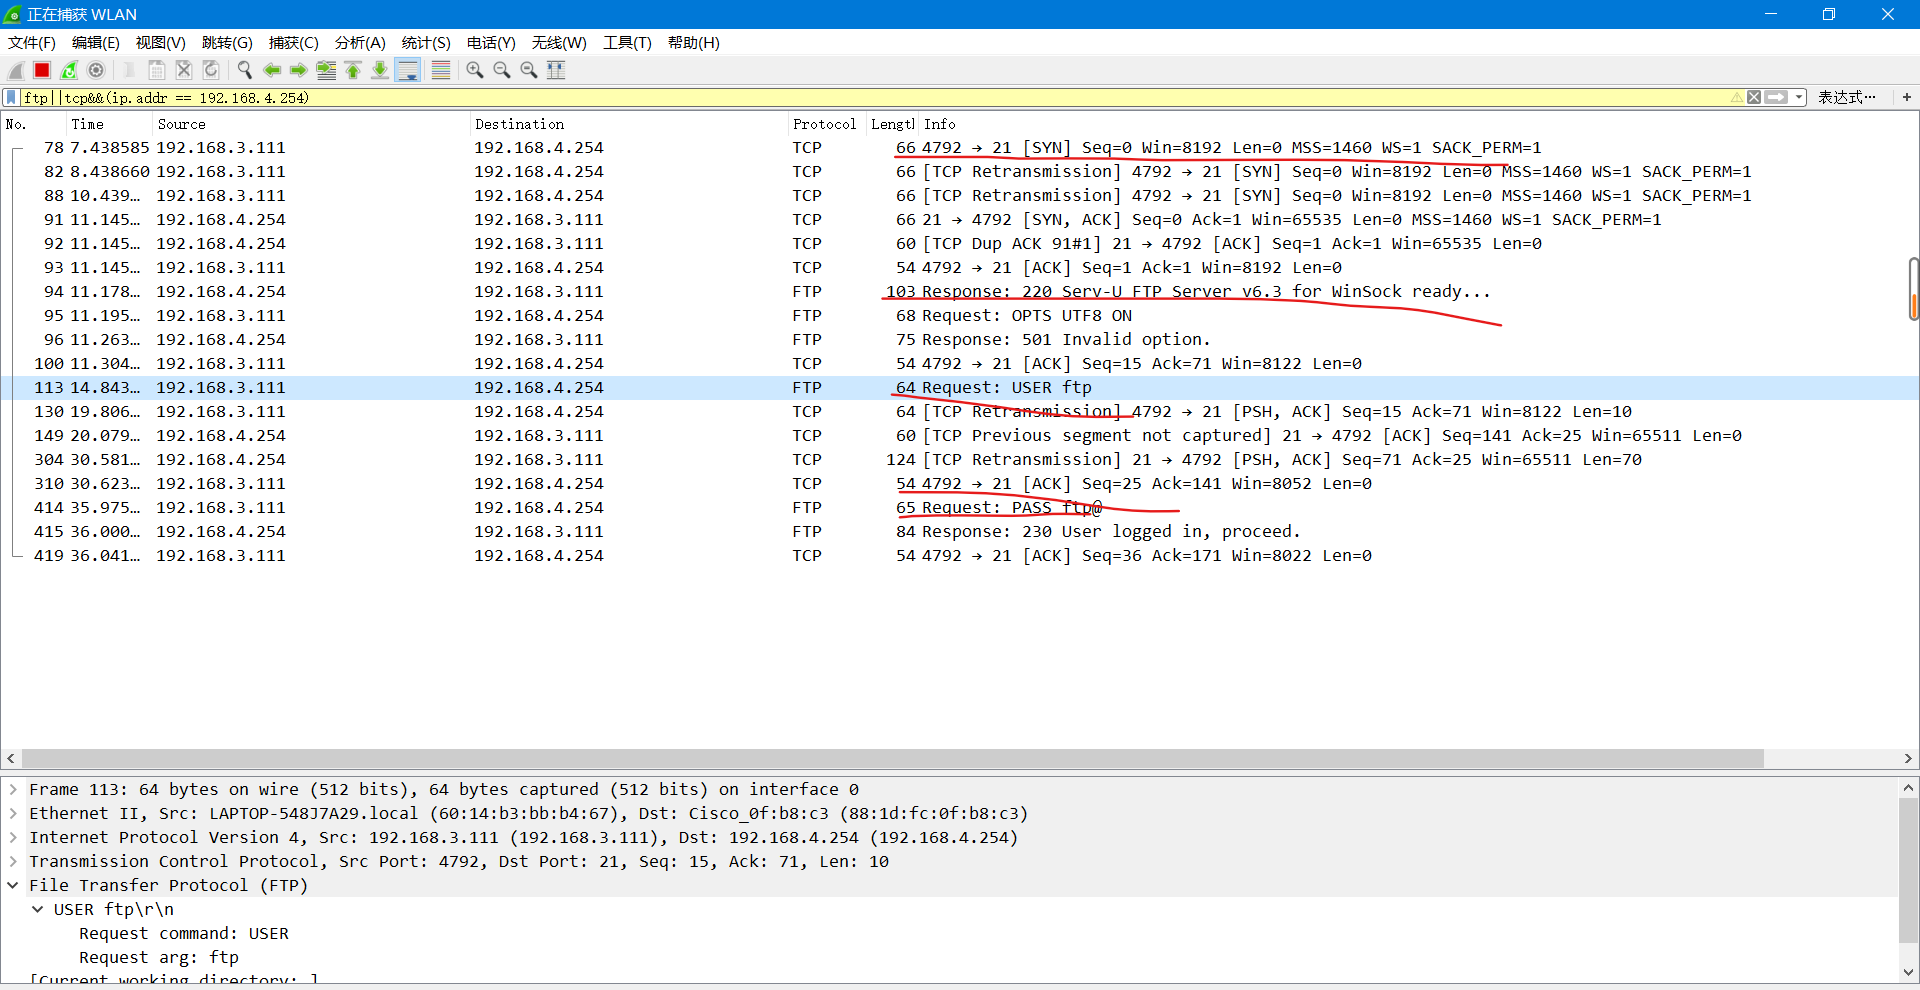 正在捕获 WLAN
文件(F) 编辑(E) 视图(V) 跳转(G) 捕获(C) 分析(A) 统计(S) 电话(Y) 无线(W) 工具(T) 帮助(H)
ftp||tcp&&(ip.addr == 192.168.4.254) 表达式… +
No. Time Source Destination Protocol Length Info
78 7.438585 192.168.3.111 192.168.4.254 TCP 66 4792 → 21 [SYN] Seq=0 Win=8192 Len=0 MSS=1460 WS=1 SACK_PERM=1
82 8.438660 192.168.3.111 192.168.4.254 TCP 66 [TCP Retransmission] 4792 → 21 [SYN] Seq=0 Win=8192 Len=0 MSS=1460 WS=1 SACK_PERM=1
88 10.439… 192.168.3.111 192.168.4.254 TCP 66 [TCP Retransmission] 4792 → 21 [SYN] Seq=0 Win=8192 Len=0 MSS=1460 WS=1 SACK_PERM=1
91 11.145… 192.168.4.254 192.168.3.111 TCP 66 21 → 4792 [SYN, ACK] Seq=0 Ack=1 Win=65535 Len=0 MSS=1460 WS=1 SACK_PERM=1
92 11.145… 192.168.4.254 192.168.3.111 TCP 60 [TCP Dup ACK 91#1] 21 → 4792 [ACK] Seq=1 Ack=1 Win=65535 Len=0
93 11.145… 192.168.3.111 192.168.4.254 TCP 54 4792 → 21 [ACK] Seq=1 Ack=1 Win=8192 Len=0
94 11.178… 192.168.4.254 192.168.3.111 FTP 103 Response: 220 Serv-U FTP Server v6.3 for WinSock ready...
95 11.195… 192.168.3.111 192.168.4.254 FTP 68 Request: OPTS UTF8 ON
96 11.263… 192.168.4.254 192.168.3.111 FTP 75 Response: 501 Invalid option.
100 11.304… 192.168.3.111 192.168.4.254 TCP 54 4792 → 21 [ACK] Seq=15 Ack=71 Win=8122 Len=0
113 14.843… 192.168.3.111 192.168.4.254 FTP 64 Request: USER ftp
130 19.806… 192.168.3.111 192.168.4.254 TCP 64 [TCP Retransmission] 4792 → 21 [PSH, ACK] Seq=15 Ack=71 Win=8122 Len=10
149 20.079… 192.168.4.254 192.168.3.111 TCP 60 [TCP Previous segment not captured] 21 → 4792 [ACK] Seq=141 Ack=25 Win=65511 Len=0
304 30.581… 192.168.4.254 192.168.3.111 TCP 124 [TCP Retransmission] 21 → 4792 [PSH, ACK] Seq=71 Ack=25 Win=65511 Len=70
310 30.623… 192.168.3.111 192.168.4.254 TCP 54 4792 → 21 [ACK] Seq=25 Ack=141 Win=8052 Len=0
414 35.975… 192.168.3.111 192.168.4.254 FTP 65 Request: PASS ftp@
415 36.000… 192.168.4.254 192.168.3.111 FTP 84 Response: 230 User logged in, proceed.
419 36.041… 192.168.3.111 192.168.4.254 TCP 54 4792 → 21 [ACK] Seq=36 Ack=171 Win=8022 Len=0
Frame 113: 64 bytes on wire (512 bits), 64 bytes captured (512 bits) on interface 0
Ethernet II, Src: LAPTOP-548J7A29.local (60:14:b3:bb:b4:67), Dst: Cisco_0f:b8:c3 (88:1d:fc:0f:b8:c3)
Internet Protocol Version 4, Src: 192.168.3.111 (192.168.3.111), Dst: 192.168.4.254 (192.168.4.254)
Transmission Control Protocol, Src Port: 4792, Dst Port: 21, Seq: 15, Ack: 71, Len: 10
File Transfer Protocol (FTP)
USER ftp\r\n
Request command: USER
Request arg: ftp
[Current working directory: ]